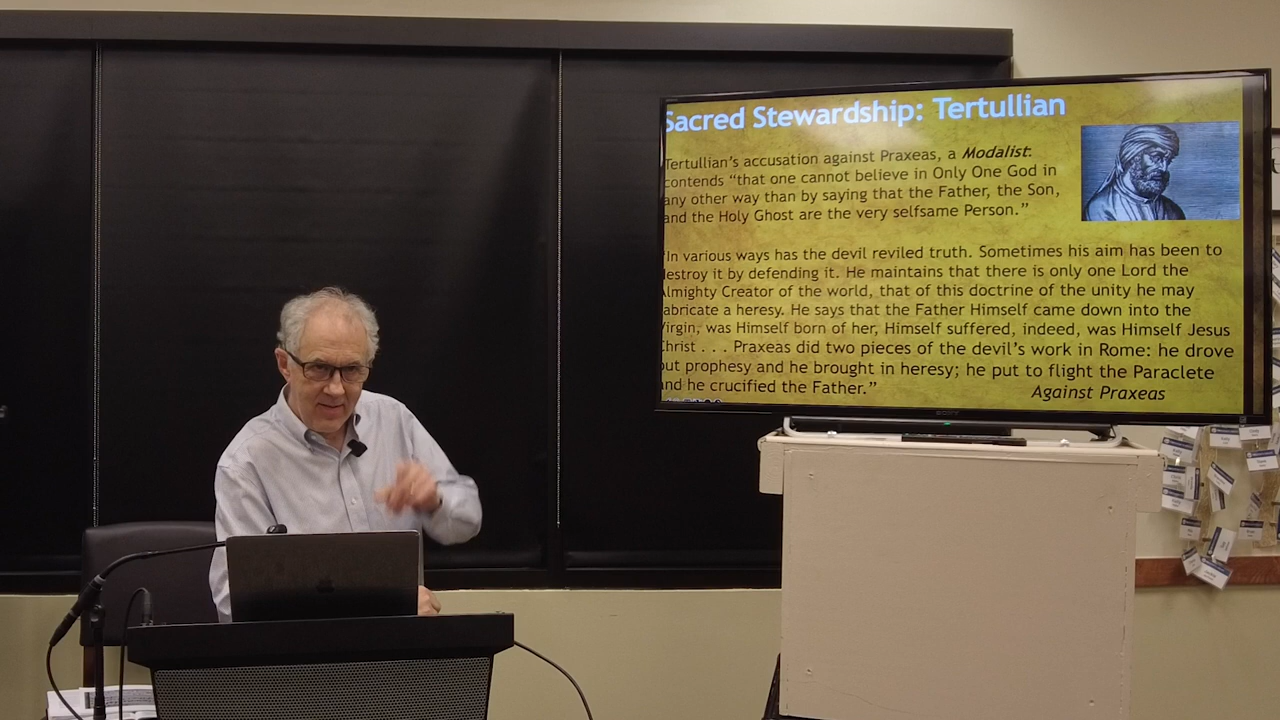 Sacred Stewardship: Tertullian
Tertullian's accusation against Praxeas, a Modalist:
contends "that one cannot believe in Only One God in
any other way than by saying that the Father, the Son,
and the Holy Ghost are the very selfsame Person."
"In various ways has the devil reviled truth. Sometimes his aim has been to
destroy it by defending it. He maintains that there is only one Lord the
Almighty Creator of the world, that of this doctrine of the unity he may
fabricate a heresy. He says that the Father Himself came down into the
Virgin, was Himself born of her, Himself suffered, indeed, was Himself Jesus
Christ . . . Praxeas did two pieces of the devil's work in Rome: he drove
out prophesy and he brought in heresy; he put to flight the Paraclete
and he crucified the Father."
Against Praxeas
SONY